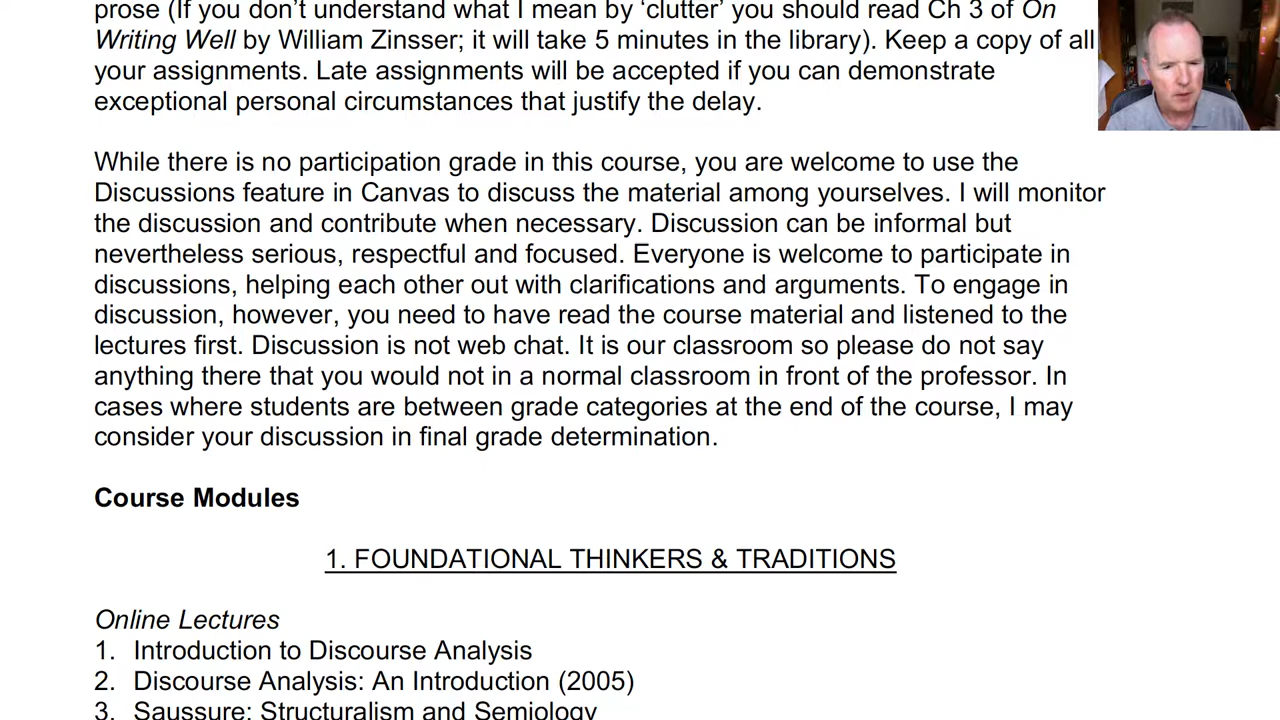 prose (If you don’t understand what I mean by ‘clutter’ you should read Ch 3 of On
Writing Well by William Zinsser; it will take 5 minutes in the library). Keep a copy of all
your assignments. Late assignments will be accepted if you can demonstrate
exceptional personal circumstances that justify the delay.
While there is no participation grade in this course, you are welcome to use the
Discussions feature in Canvas to discuss the material among yourselves. I will monitor
the discussion and contribute when necessary. Discussion can be informal but
nevertheless serious, respectful and focused. Everyone is welcome to participate in
discussions, helping each other out with clarifications and arguments. To engage in
discussion, however, you need to have read the course material and listened to the
lectures first. Discussion is not web chat. It is our classroom so please do not say
anything there that you would not in a normal classroom in front of the professor. In
cases where students are between grade categories at the end of the course, I may
consider your discussion in final grade determination.
Course Modules
1. FOUNDATIONAL THINKERS & TRADITIONS
Online Lectures
1. Introduction to Discourse Analysis
2. Discourse Analysis: An Introduction (2005)
3. Saussure: Structuralism and Semiology